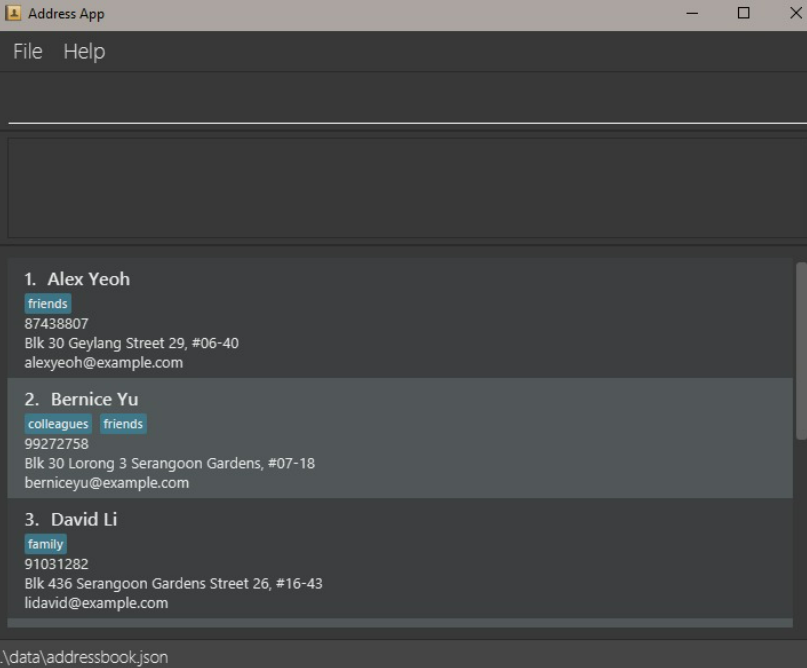 Address App
File Help
1. Alex Yeoh
friends
87438807
Blk 30 Geylang Street 29, #06-40
alexyeoh@example.com
2. Bernice Yu
colleagues friends
99272758
Blk 30 Lorong 3 Serangoon Gardens, #07-18
berniceyu@example.com
3. David Li
family
91031282
Blk 436 Serangoon Gardens Street 26, #16-43
lidavid@example.com
.\data\addressbook.json